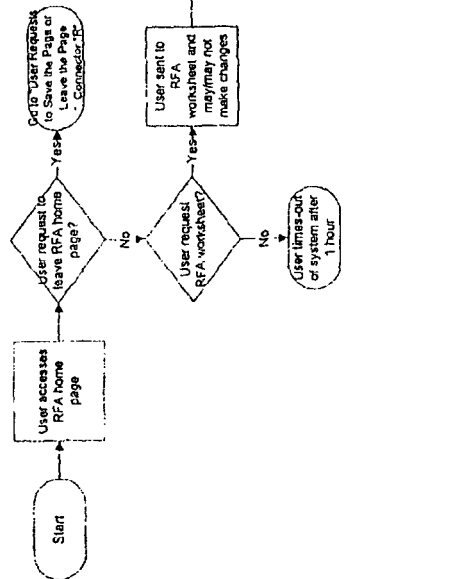 Start
User accesses
RFA home
page
User request to
leave RFA home
page?
Yes
Go to "User Requests
to Save the Page or
Leave the Page
- Connector "R"
No
User request
RFA worksheet?
Yes
User sent to
RFA
worksheet and
may/may not
make changes
No
User times-out
of system after
1 hour